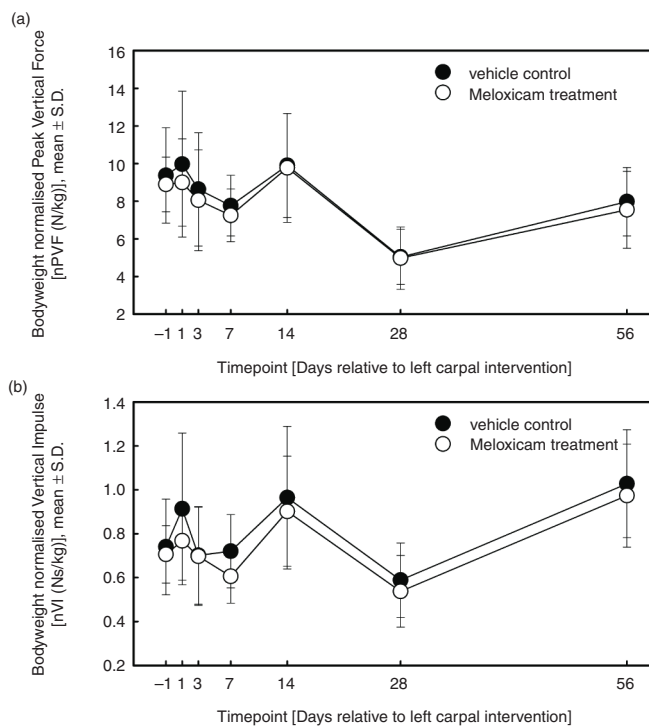 (a)
Bodyweight normalised Peak Vertical Force
[nPVF (N/kg)], mean ± S.D.
16
14
12
10
8
6
4
2
vehicle control
Meloxicam treatment
–1 1 3 7 14 28 56
Timepoint [Days relative to left carpal intervention]
(b)
Bodyweight normalised Vertical Impulse
[nVI (Ns/kg)], mean ± S.D.
1.4
1.2
1.0
0.8
0.6
0.4
0.2
vehicle control
Meloxicam treatment
–1 1 3 7 14 28 56
Timepoint [Days relative to left carpal intervention]